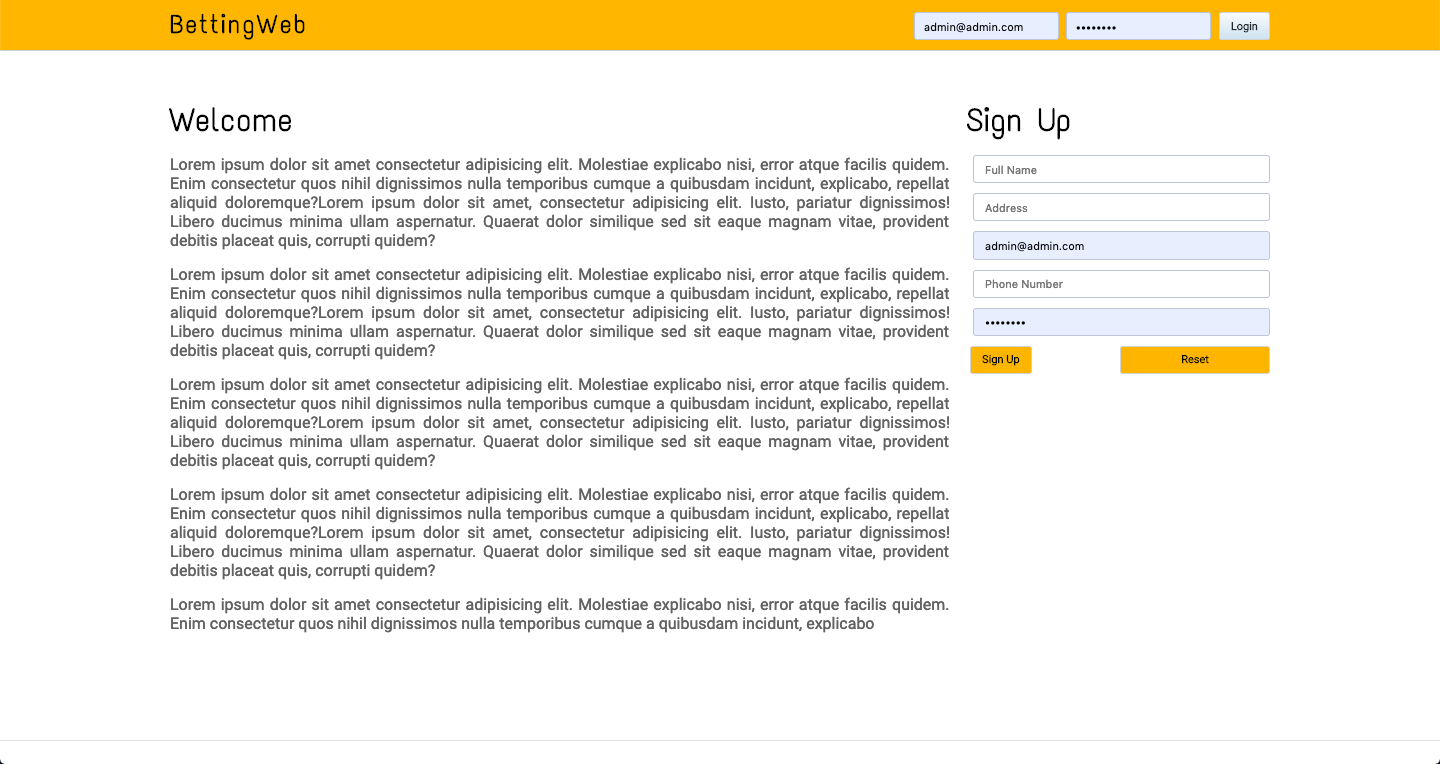 BettingWeb
admin@admin.com
••••••••
Login
Welcome
Lorem ipsum dolor sit amet consectetur adipisicing elit. Molestiae explicabo nisi, error atque facilis quidem.
Enim consectetur quos nihil dignissimos nulla temporibus cumque a quibusdam incidunt, explicabo, repellat
aliquid doloremque?Lorem ipsum dolor sit amet, consectetur adipisicing elit. Iusto, pariatur dignissimos!
Libero ducimus minima ullam aspernatur. Quaerat dolor similique sed sit eaque magnam vitae, provident
debitis placeat quis, corrupti quidem?
Lorem ipsum dolor sit amet consectetur adipisicing elit. Molestiae explicabo nisi, error atque facilis quidem.
Enim consectetur quos nihil dignissimos nulla temporibus cumque a quibusdam incidunt, explicabo, repellat
aliquid doloremque?Lorem ipsum dolor sit amet, consectetur adipisicing elit. Iusto, pariatur dignissimos!
Libero ducimus minima ullam aspernatur. Quaerat dolor similique sed sit eaque magnam vitae, provident
debitis placeat quis, corrupti quidem?
Lorem ipsum dolor sit amet consectetur adipisicing elit. Molestiae explicabo nisi, error atque facilis quidem.
Enim consectetur quos nihil dignissimos nulla temporibus cumque a quibusdam incidunt, explicabo, repellat
aliquid doloremque?Lorem ipsum dolor sit amet, consectetur adipisicing elit. Iusto, pariatur dignissimos!
Libero ducimus minima ullam aspernatur. Quaerat dolor similique sed sit eaque magnam vitae, provident
debitis placeat quis, corrupti quidem?
Lorem ipsum dolor sit amet consectetur adipisicing elit. Molestiae explicabo nisi, error atque facilis quidem.
Enim consectetur quos nihil dignissimos nulla temporibus cumque a quibusdam incidunt, explicabo, repellat
aliquid doloremque?Lorem ipsum dolor sit amet, consectetur adipisicing elit. Iusto, pariatur dignissimos!
Libero ducimus minima ullam aspernatur. Quaerat dolor similique sed sit eaque magnam vitae, provident
debitis placeat quis, corrupti quidem?
Lorem ipsum dolor sit amet consectetur adipisicing elit. Molestiae explicabo nisi, error atque facilis quidem.
Enim consectetur quos nihil dignissimos nulla temporibus cumque a quibusdam incidunt, explicabo
Sign Up
Full Name
Address
admin@admin.com
Phone Number
••••••••
Sign Up
Reset